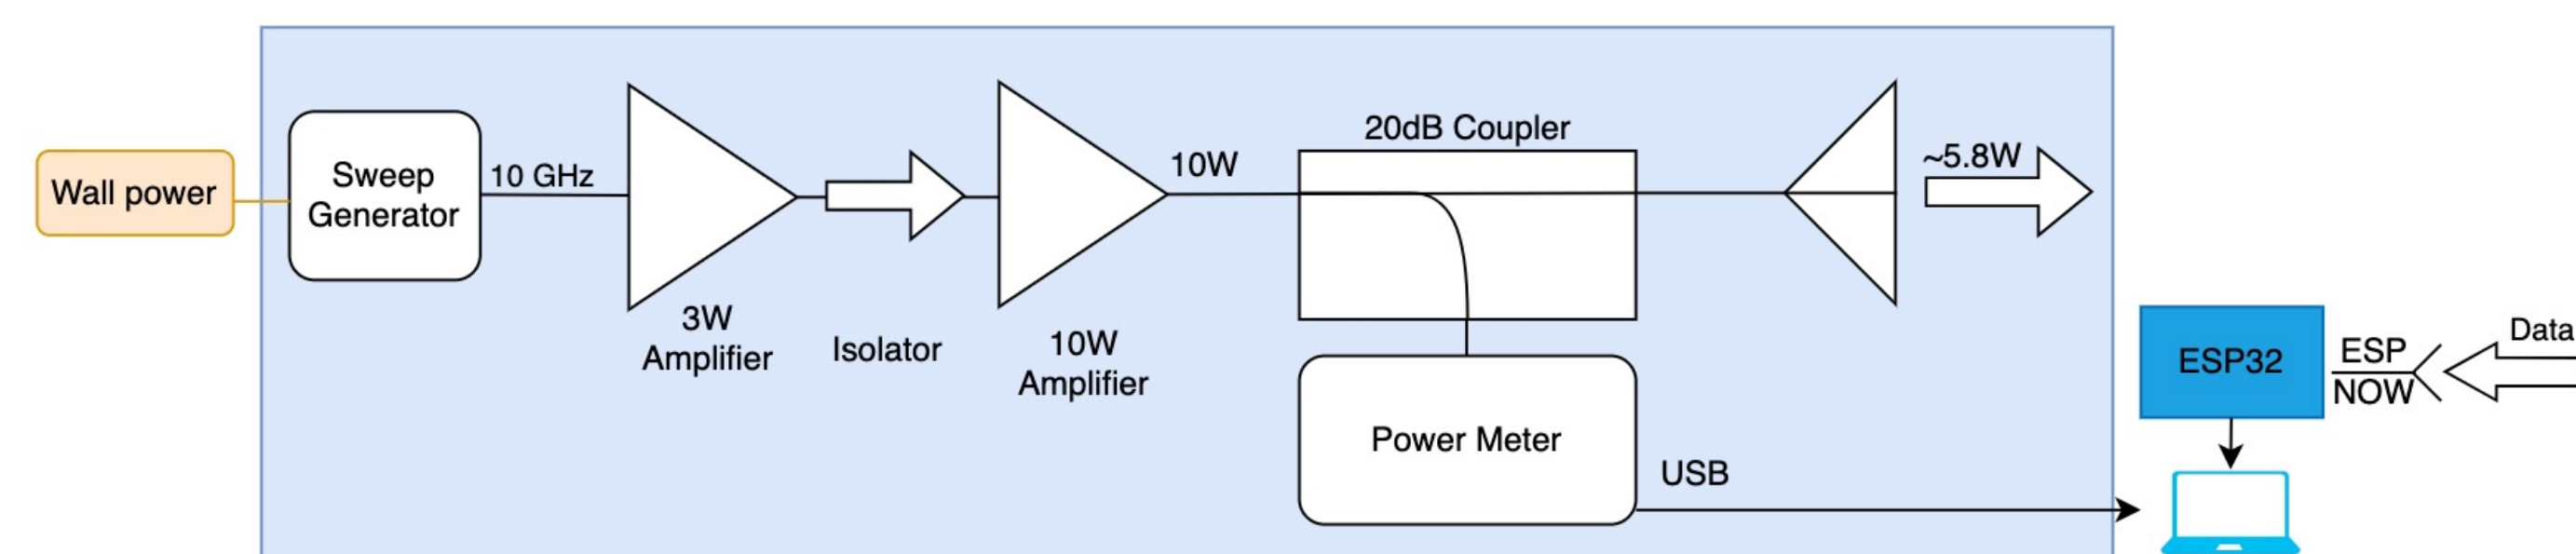 Wall power
Sweep
Generator
10 GHz
3W
Amplifier
Isolator
10W
Amplifier
10W
20dB Coupler
Power Meter
USB
~5.8W
ESP32
ESP
NOW
Data